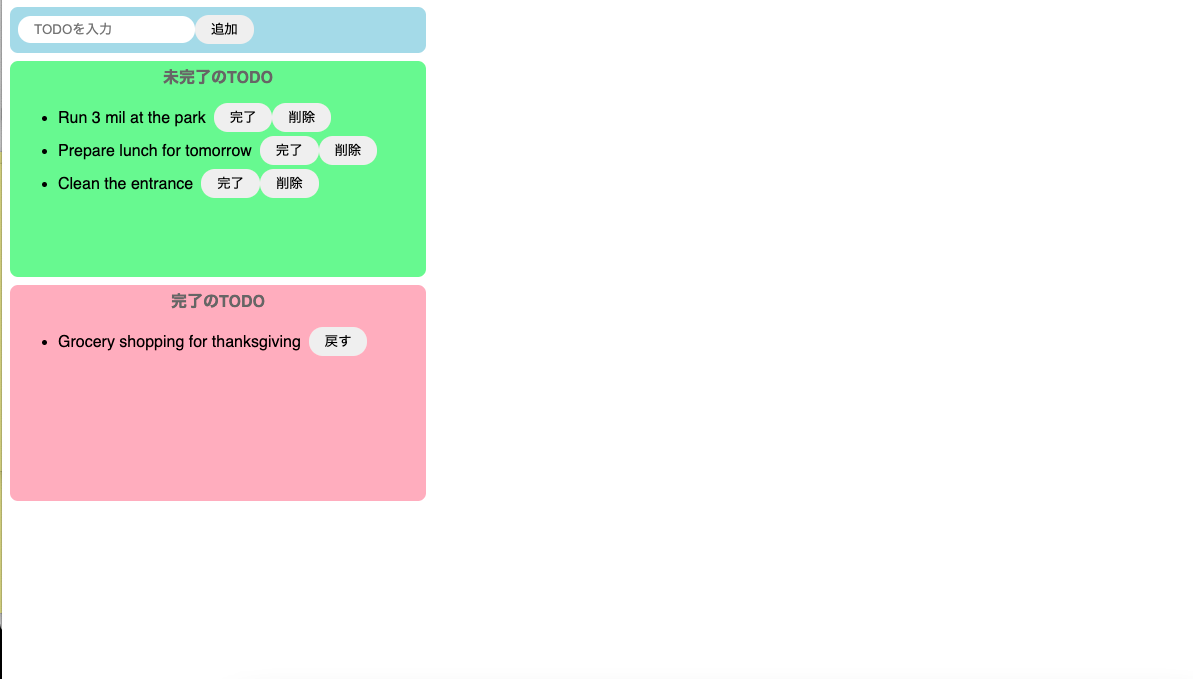 TODOを入力 追加
未完了のTODO
Run 3 mil at the park 完了 削除
Prepare lunch for tomorrow 完了 削除
Clean the entrance 完了 削除
完了のTODO
Grocery shopping for thanksgiving 戻す